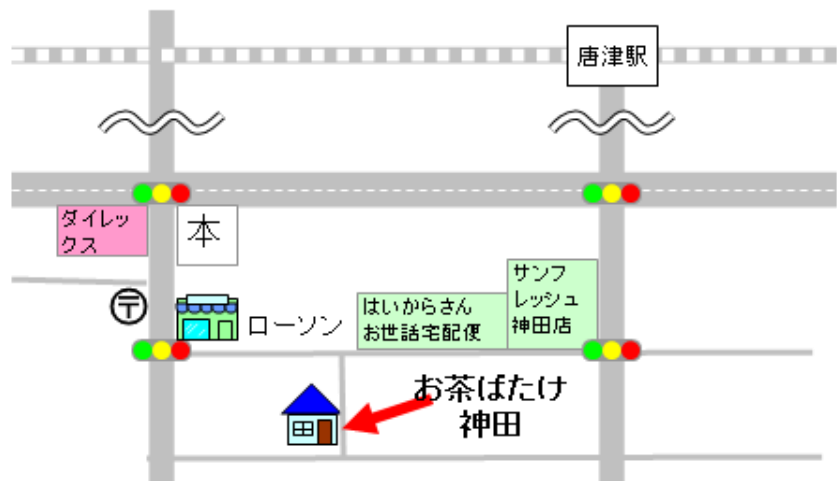 唐津駅
ダイレッ
クス
本
サンフ
レッシュ
神田店
〒
ローソン
はいからさん
お世話宅配便
お茶ばたけ
神田